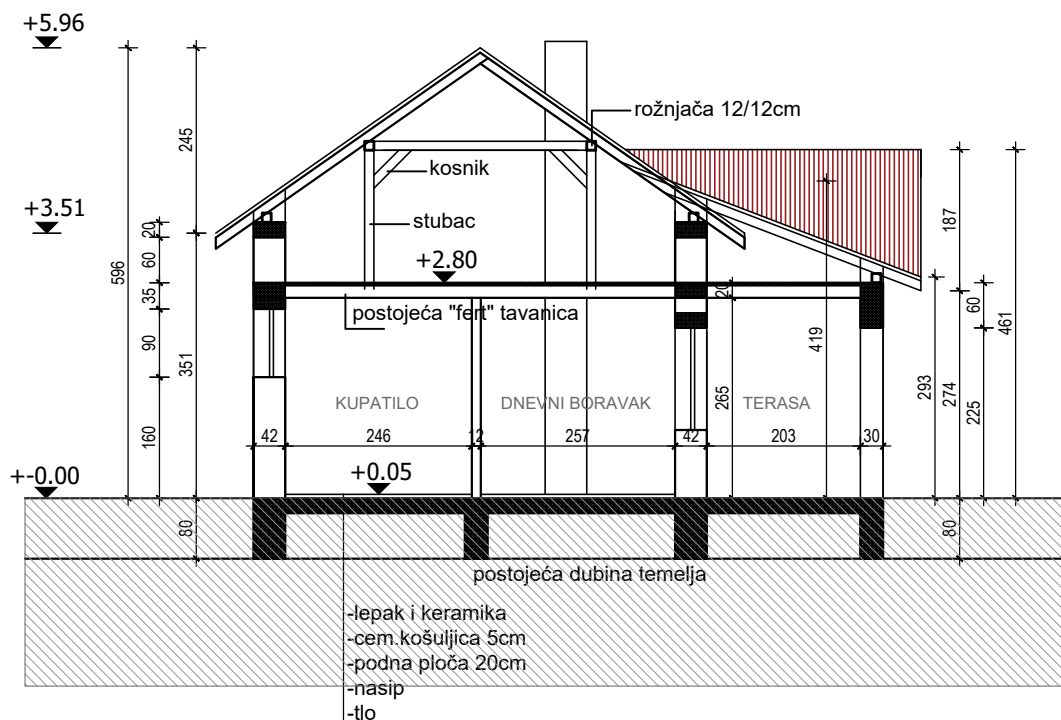 +5.96
rožnjača 12/12cm
245
kosnik
187
stubac
+3.51
20
60
596
+2.80
35
20
60
461
postojeća "fert" tavanica
419
90
351
293
274
265
225
KUPATILO
DNEVNI BORAVAK
TERASA
160
42
246
12
257
42
203
30
+0.05
+-0.00
80
80
postojeća dubina temelja
-lepak i keramika
-cem.košuljica 5cm
-podna ploča 20cm
-nasip
-tlo